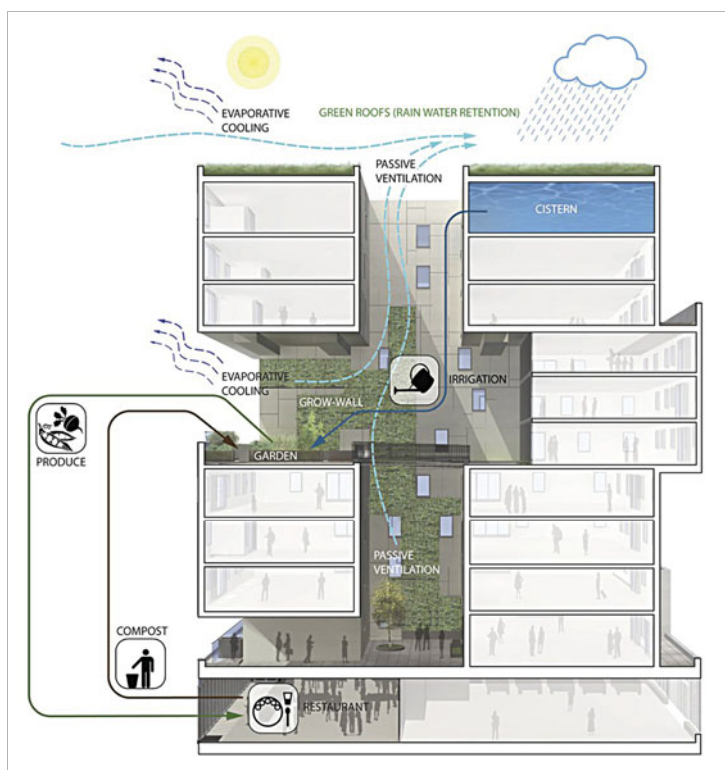 EVAPORATIVE
COOLING
GREEN ROOFS (RAIN WATER RETENTION)
PASSIVE
VENTILATION
CISTERN
EVAPORATIVE
COOLING
IRRIGATION
GROW-WALL
PRODUCE
GARDEN
PASSIVE
VENTILATION
COMPOST
RESTAURANT